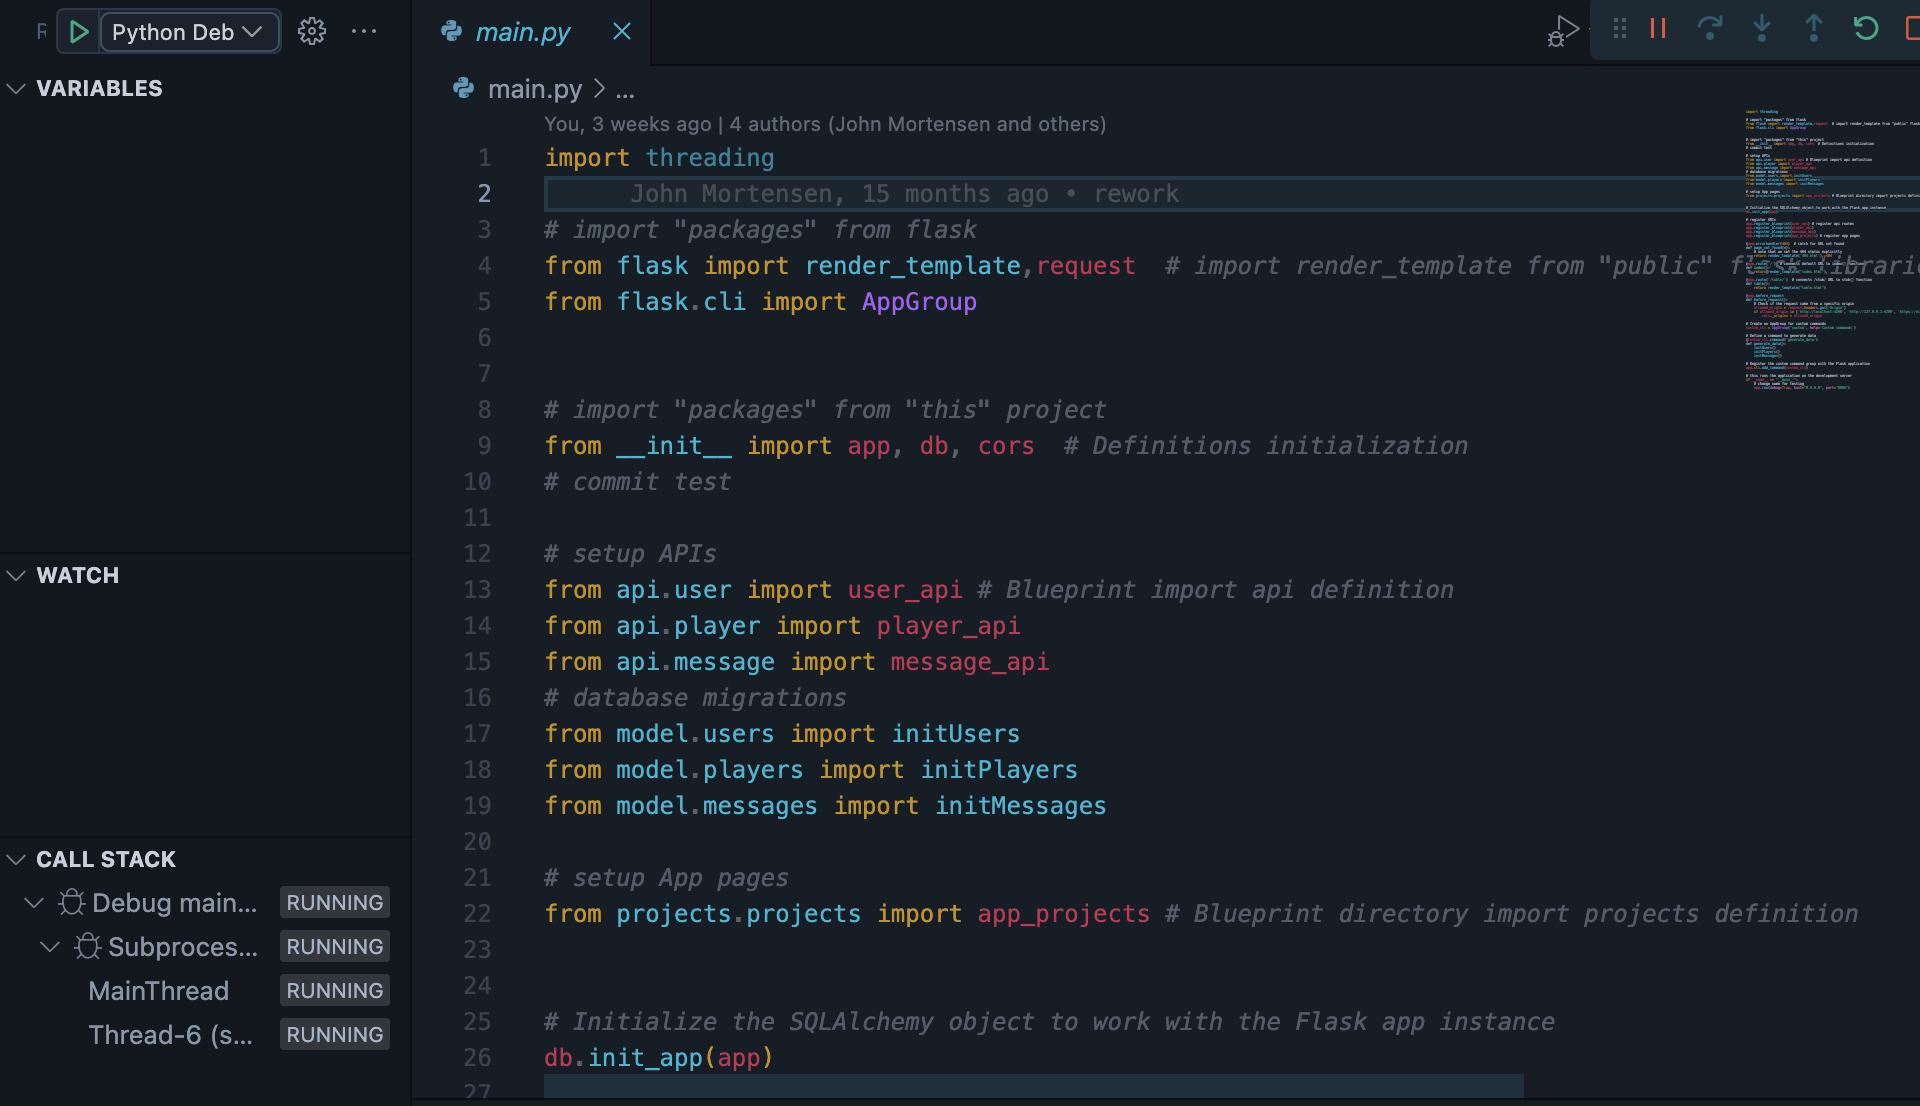 R
Python Deb
main.py
VARIABLES
main.py > ...
You, 3 weeks ago | 4 authors (John Mortensen and others)
1 import threading
2 John Mortensen, 15 months ago • rework
3 # import "packages" from flask
4 from flask import render_template,request  # import render_template from "public" flask librarie
5 from flask.cli import AppGroup
6
7
8 # import "packages" from "this" project
9 from __init__ import app, db, cors  # Definitions initialization
10 # commit test
11
12 # setup APIs
WATCH
13 from api.user import user_api # Blueprint import api definition
14 from api.player import player_api
15 from api.message import message_api
16 # database migrations
17 from model.users import initUsers
18 from model.players import initPlayers
19 from model.messages import initMessages
20
CALL STACK
21 # setup App pages
Debug main... RUNNING
22 from projects.projects import app_projects # Blueprint directory import projects definition
Subproces... RUNNING
23
MainThread RUNNING
24
Thread-6 (s... RUNNING
25 # Initialize the SQLAlchemy object to work with the Flask app instance
26 db.init_app(app)
27